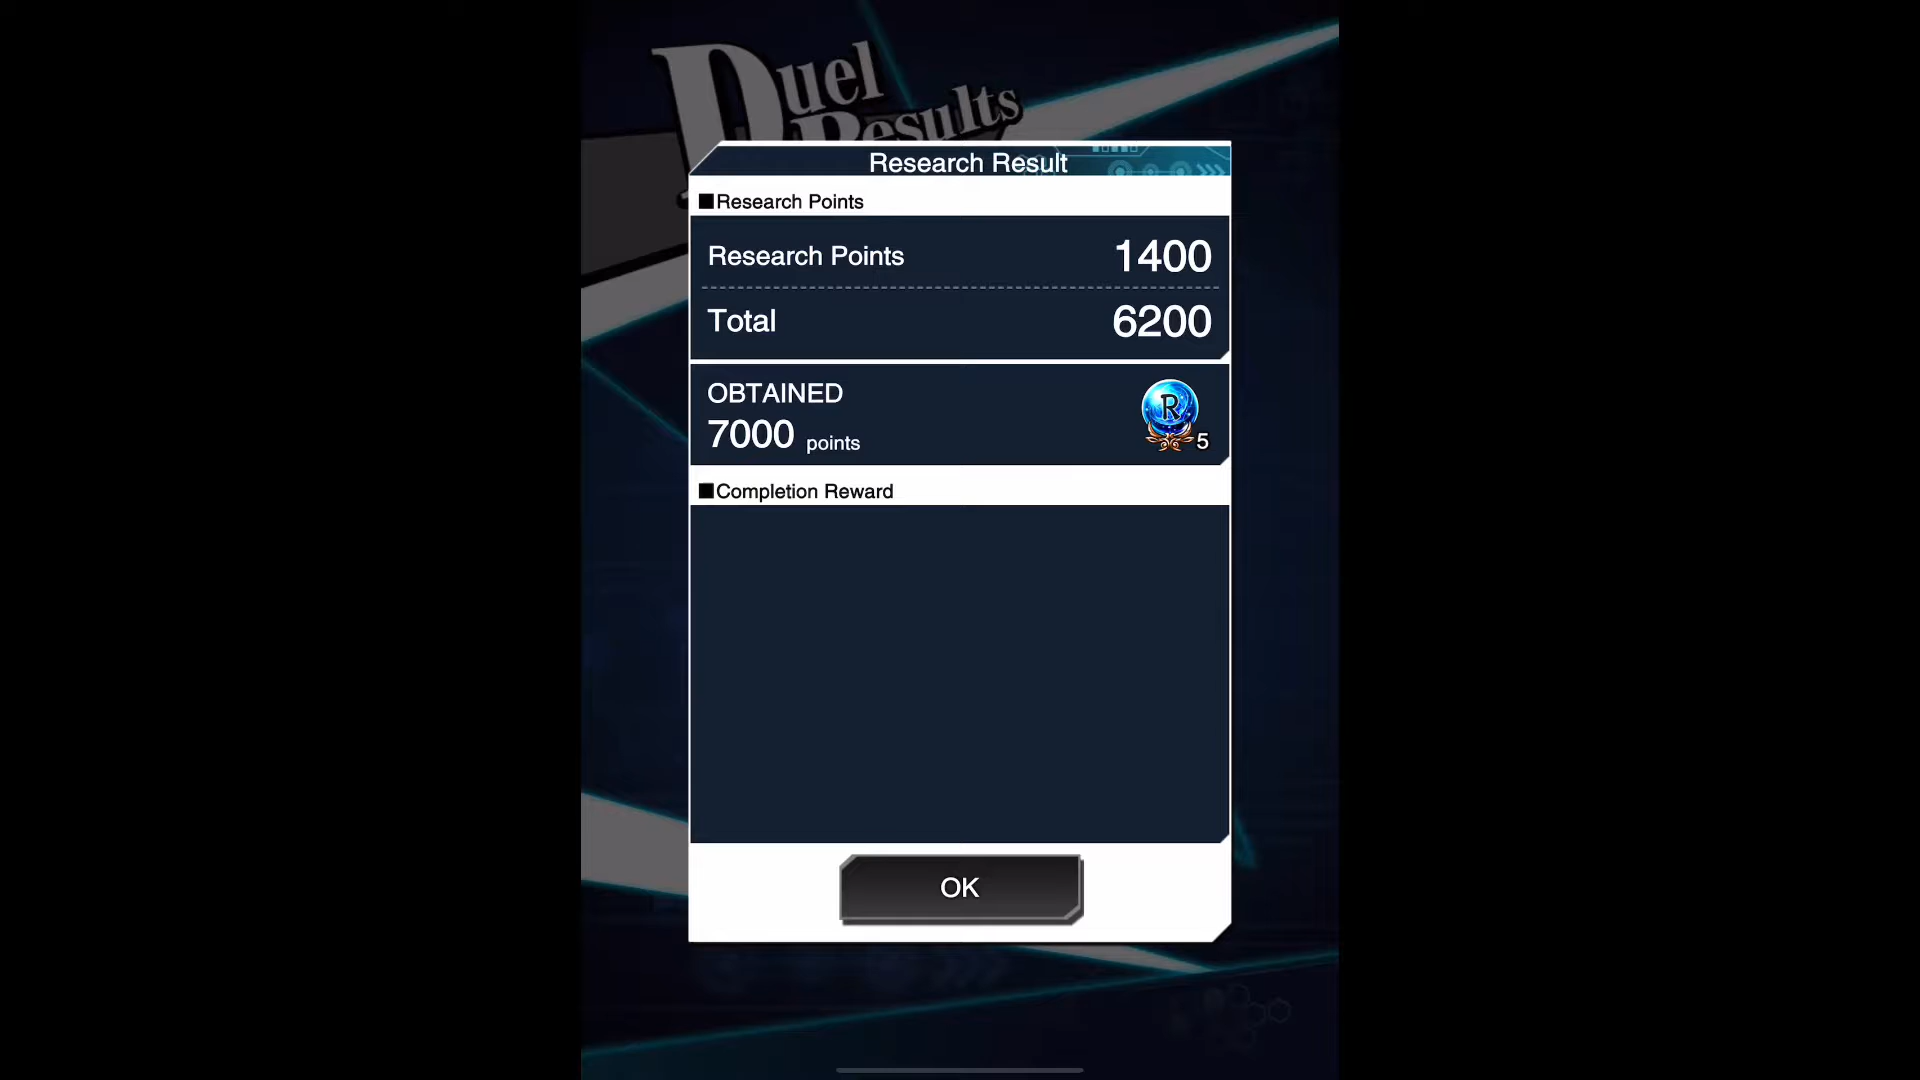 Duel
Results
Research Result
■Research Points
Research Points 1400
Total 6200
OBTAINED
7000 points
R
5
■Completion Reward
OK